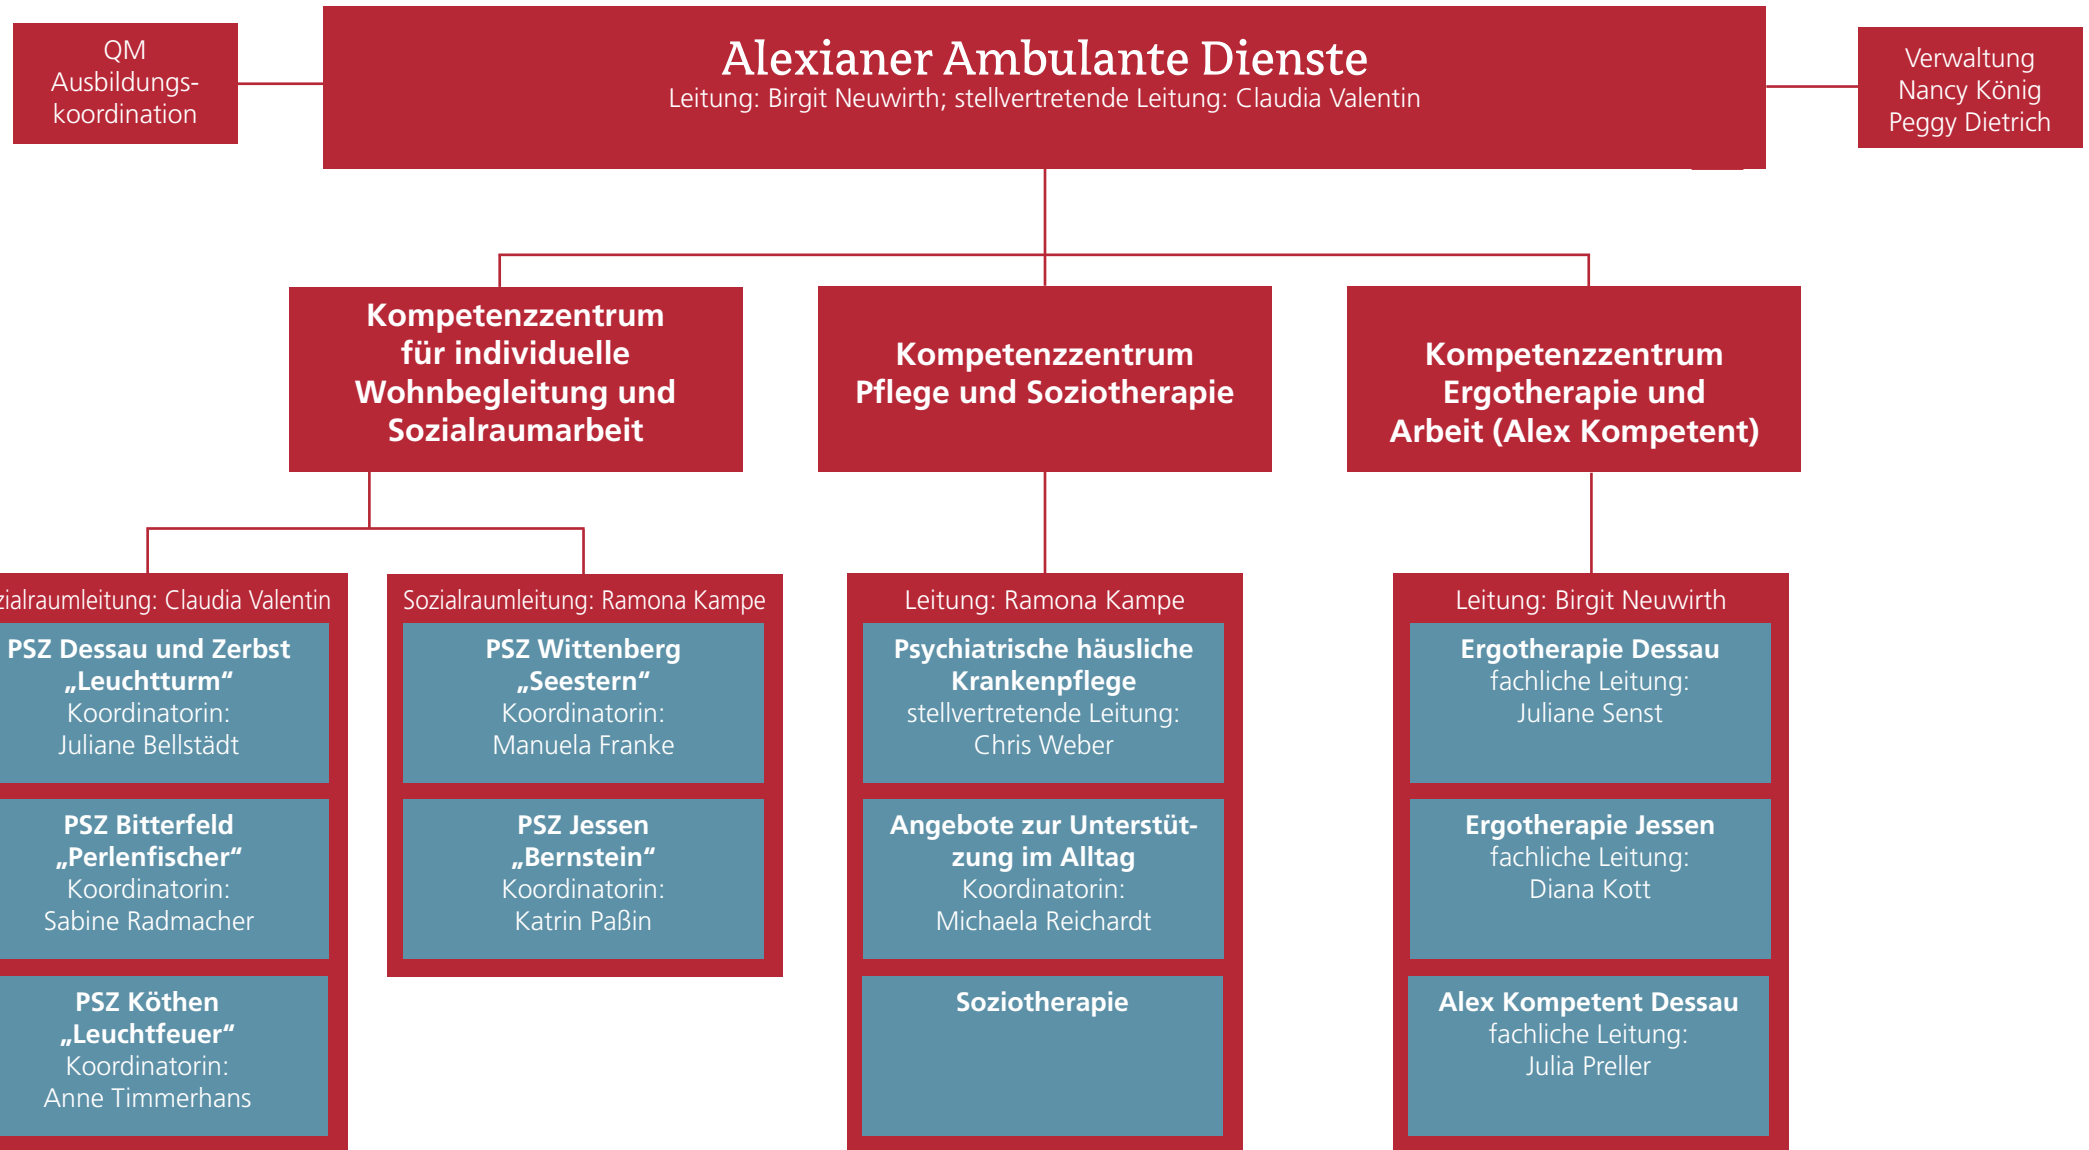 QM
Ausbildungs-
koordination
Alexianer Ambulante Dienste
Leitung: Birgit Neuwirth; stellvertretende Leitung: Claudia Valentin
Verwaltung
Nancy König
Peggy Dietrich
Kompetenzzentrum
für individuelle
Wohnbegleitung und
Sozialraumarbeit
Kompetenzzentrum
Pflege und Soziotherapie
Kompetenzzentrum
Ergotherapie und
Arbeit (Alex Kompetent)
zialraumleitung: Claudia Valentin
PSZ Dessau und Zerbst
„Leuchtturm“
Koordinatorin:
Juliane Bellstädt
PSZ Bitterfeld
„Perlenfischer“
Koordinatorin:
Sabine Radmacher
PSZ Köthen
„Leuchtfeuer“
Koordinatorin:
Anne Timmerhans
Sozialraumleitung: Ramona Kampe
PSZ Wittenberg
„Seestern“
Koordinatorin:
Manuela Franke
PSZ Jessen
„Bernstein“
Koordinatorin:
Katrin Paßin
Leitung: Ramona Kampe
Psychiatrische häusliche
Krankenpflege
stellvertretende Leitung:
Chris Weber
Angebote zur Unterstüt-
zung im Alltag
Koordinatorin:
Michaela Reichardt
Soziotherapie
Leitung: Birgit Neuwirth
Ergotherapie Dessau
fachliche Leitung:
Juliane Senst
Ergotherapie Jessen
fachliche Leitung:
Diana Kott
Alex Kompetent Dessau
fachliche Leitung:
Julia Preller